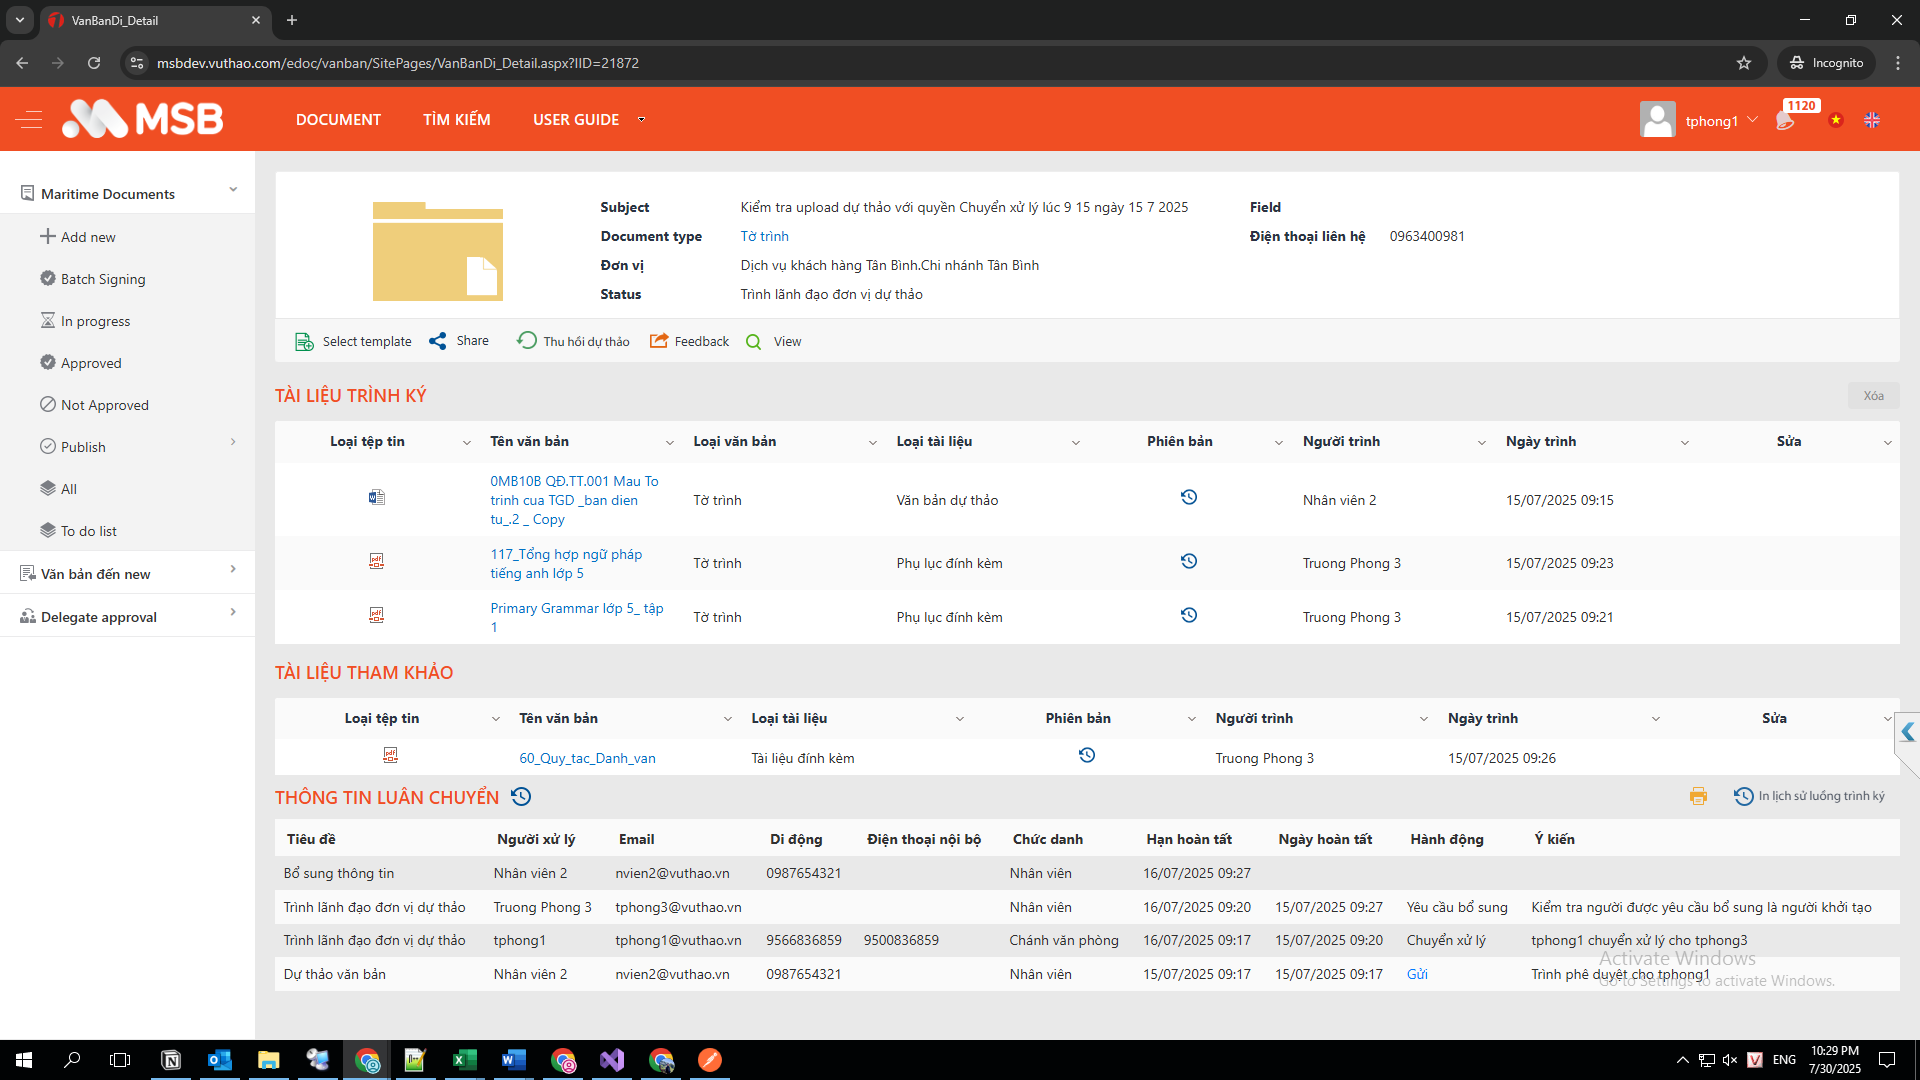 VanBanDi_Detail
msbdev.vuthao.com/edoc/vanban/SitePages/VanBanDi_Detail.aspx?IID=21872
Incognito
MSB
DOCUMENT
TÌM KIẾM
USER GUIDE
tphong1
1120
Maritime Documents
Add new
Batch Signing
In progress
Approved
Not Approved
Publish
All
To do list
Văn bản đến new
Delegate approval
Subject Kiểm tra upload dự thảo với quyền Chuyển xử lý lúc 9 15 ngày 15 7 2025 Field
Document type Tờ trình Điện thoại liên hệ 0963400981
Đơn vị Dịch vụ khách hàng Tân Bình.Chi nhánh Tân Bình
Status Trình lãnh đạo đơn vị dự thảo
Select template Share Thu hồi dự thảo Feedback View
TÀI LIỆU TRÌNH KÝ
Xóa
Loại tệp tin Tên văn bản Loại văn bản Loại tài liệu Phiên bản Người trình Ngày trình Sửa
0MB10B QĐ.TT.001 Mau To
trinh cua TGD _ban dien
tu_.2 _ Copy
Tờ trình Văn bản dự thảo Nhân viên 2 15/07/2025 09:15
117_Tổng hợp ngữ pháp
tiếng anh lớp 5
Tờ trình Phụ lục đính kèm Truong Phong 3 15/07/2025 09:23
Primary Grammar lớp 5_ tập
1
Tờ trình Phụ lục đính kèm Truong Phong 3 15/07/2025 09:21
TÀI LIỆU THAM KHẢO
Loại tệp tin Tên văn bản Loại tài liệu Phiên bản Người trình Ngày trình Sửa
60_Quy_tac_Danh_van Tài liệu đính kèm Truong Phong 3 15/07/2025 09:26
THÔNG TIN LUÂN CHUYỂN
In lịch sử luồng trình ký
Tiêu đề Người xử lý Email Di động Điện thoại nội bộ Chức danh Hạn hoàn tất Ngày hoàn tất Hành động Ý kiến
Bổ sung thông tin Nhân viên 2 nvien2@vuthao.vn 0987654321 Nhân viên 16/07/2025 09:27
Trình lãnh đạo đơn vị dự thảo Truong Phong 3 tphong3@vuthao.vn Nhân viên 16/07/2025 09:20 15/07/2025 09:27 Yêu cầu bổ sung Kiểm tra người được yêu cầu bổ sung là người khởi tạo
Trình lãnh đạo đơn vị dự thảo tphong1 tphong1@vuthao.vn 9566836859 9500836859 Chánh văn phòng 16/07/2025 09:17 15/07/2025 09:20 Chuyển xử lý tphong1 chuyển xử lý cho tphong3
Dự thảo văn bản Nhân viên 2 nvien2@vuthao.vn 0987654321 Nhân viên 15/07/2025 09:17 15/07/2025 09:17 Gửi Trình phê duyệt cho tphong1
Activate Windows
Go to Settings to activate Windows.
ENG
10:29 PM
7/30/2025